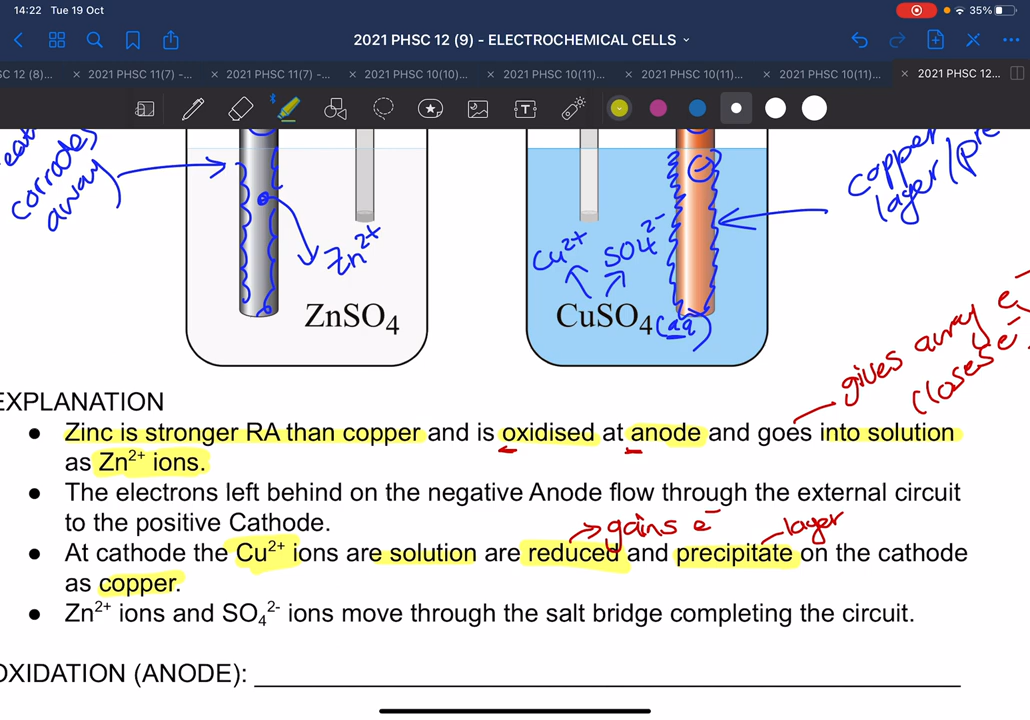 14:22 Tue 19 Oct
35%
2021 PHSC 12 (9) - ELECTROCHEMICAL CELLS
SC 12 (8)...
2021 PHSC 11(7) -...
2021 PHSC 11(7) -...
2021 PHSC 10(10)...
2021 PHSC 10(11)...
2021 PHSC 10(11)...
2021 PHSC 10(11)...
2021 PHSC 12...
corrodes
away
Zn²⁺
ZnSO₄
Cu²⁺ SO4²⁻
CuSO₄(aq)
copper
layer/pre
gives away e⁻
(loses e⁻
EXPLANATION
● Zinc is stronger RA than copper and is oxidised at anode and goes into solution
as Zn²⁺ ions.
● The electrons left behind on the negative Anode flow through the external circuit
to the positive Cathode.
→ gains e⁻
layer
● At cathode the Cu²⁺ ions are solution are reduced and precipitate on the cathode
as copper.
● Zn²⁺ ions and SO₄²⁻ ions move through the salt bridge completing the circuit.
OXIDATION (ANODE): ____________________